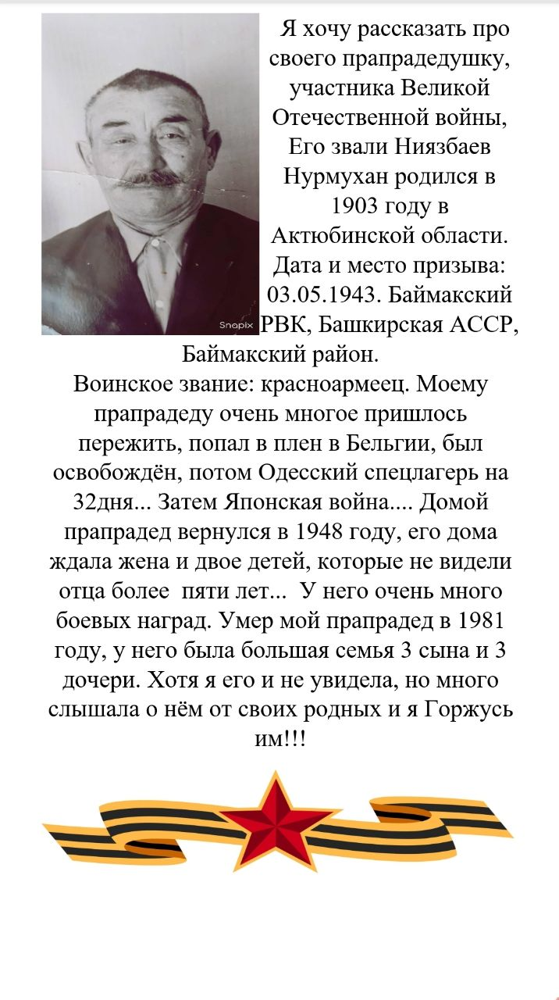 Я хочу рассказать про
своего прапрадедушку,
участника Великой
Отечественной войны,
Его звали Ниязбаев
Нурмухан родился в
1903 году в
Актюбинской области.
Дата и место призыва:
03.05.1943. Баймакский
Snapix
РВК, Башкирская АССР,
Баймакский район.
Воинское звание: красноармеец. Моему
прапрадеду очень многое пришлось
пережить, попал в плен в Бельгии, был
освобождён, потом Одесский спецлагерь на
32дня... Затем Японская война.... Домой
прапрадед вернулся в 1948 году, его дома
ждала жена и двое детей, которые не видели
отца более  пяти лет...  У него очень много
боевых наград. Умер мой прапрадед в 1981
году, у него была большая семья 3 сына и 3
дочери. Хотя я его и не увидела, но много
слышала о нём от своих родных и я Горжусь
им!!!